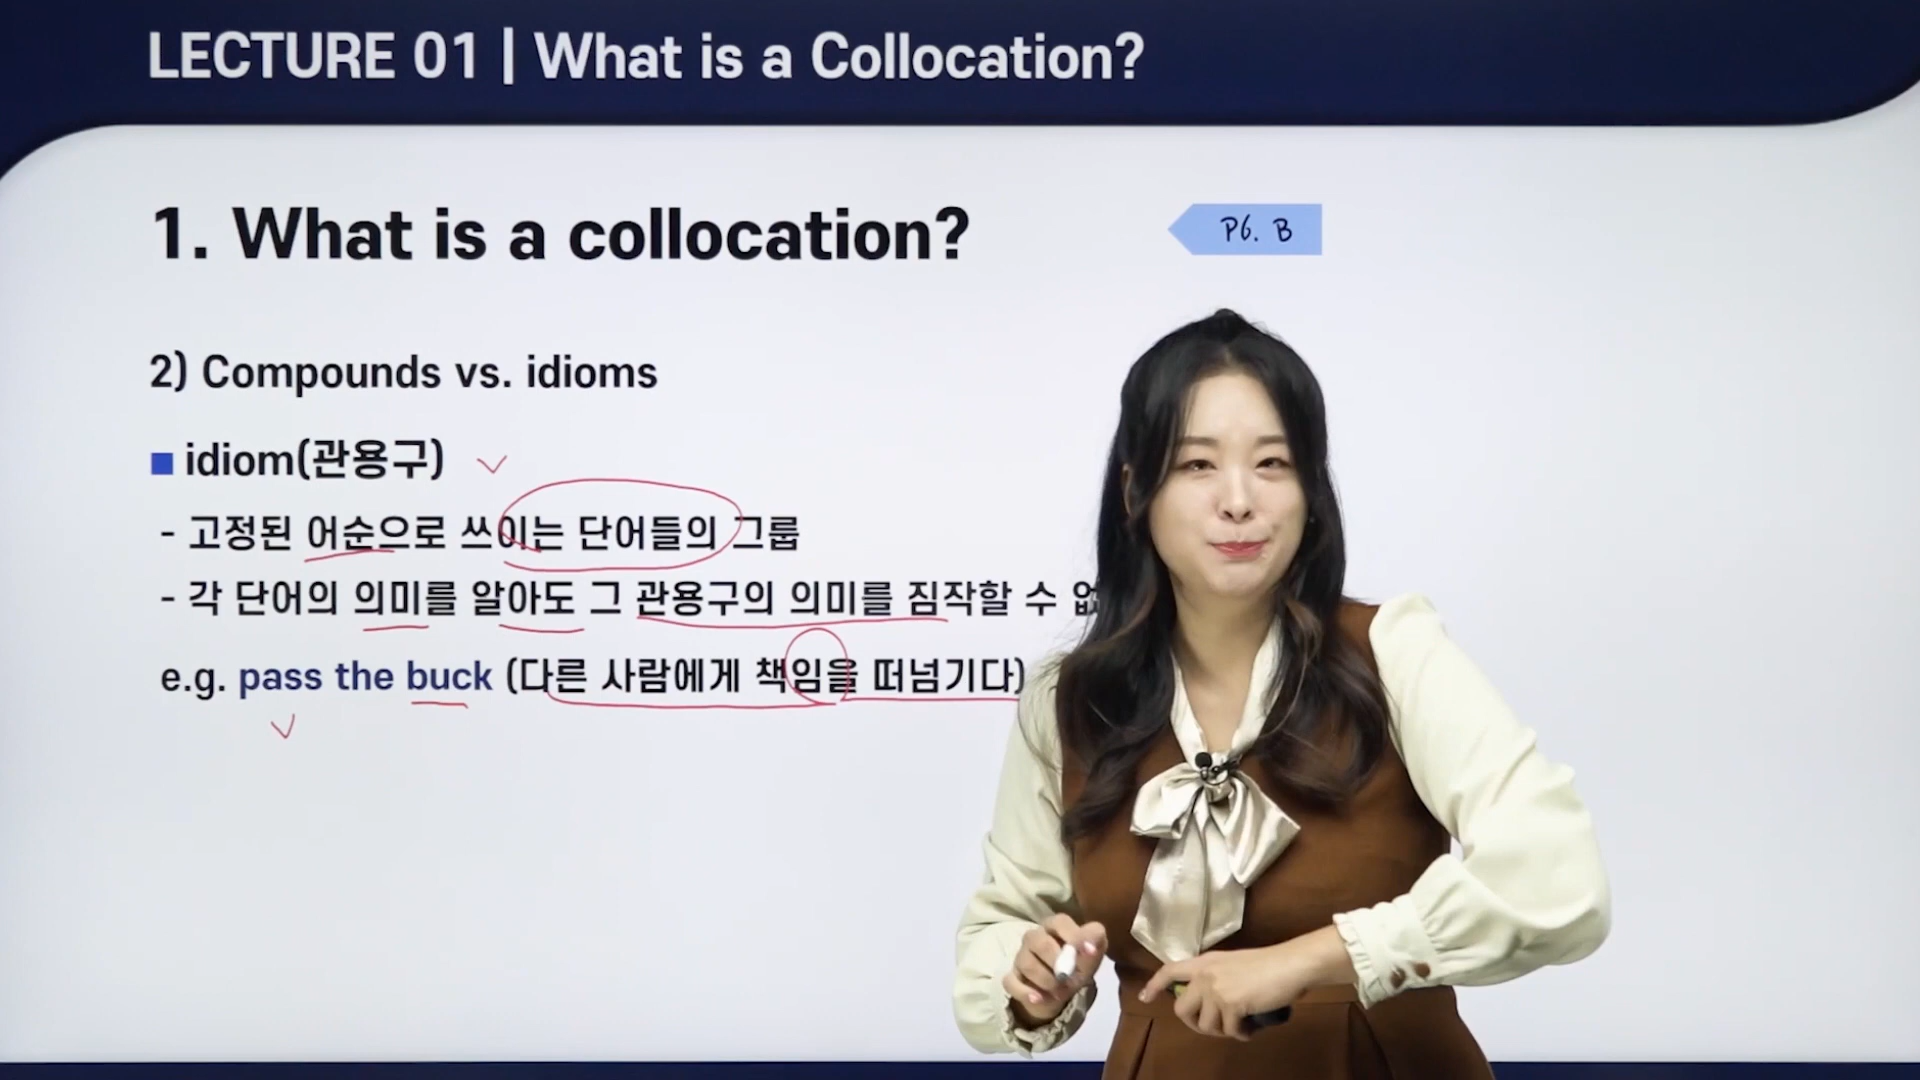 LECTURE 01 | What is a Collocation?
1. What is a collocation?
P6. B
2) Compounds vs. idioms
■ idiom(관용구)
- 고정된 어순으로 쓰이는 단어들의 그룹
- 각 단어의 의미를 알아도 그 관용구의 의미를 짐작할 수
e.g. pass the buck (다른 사람에게 책임을 떠넘기다)